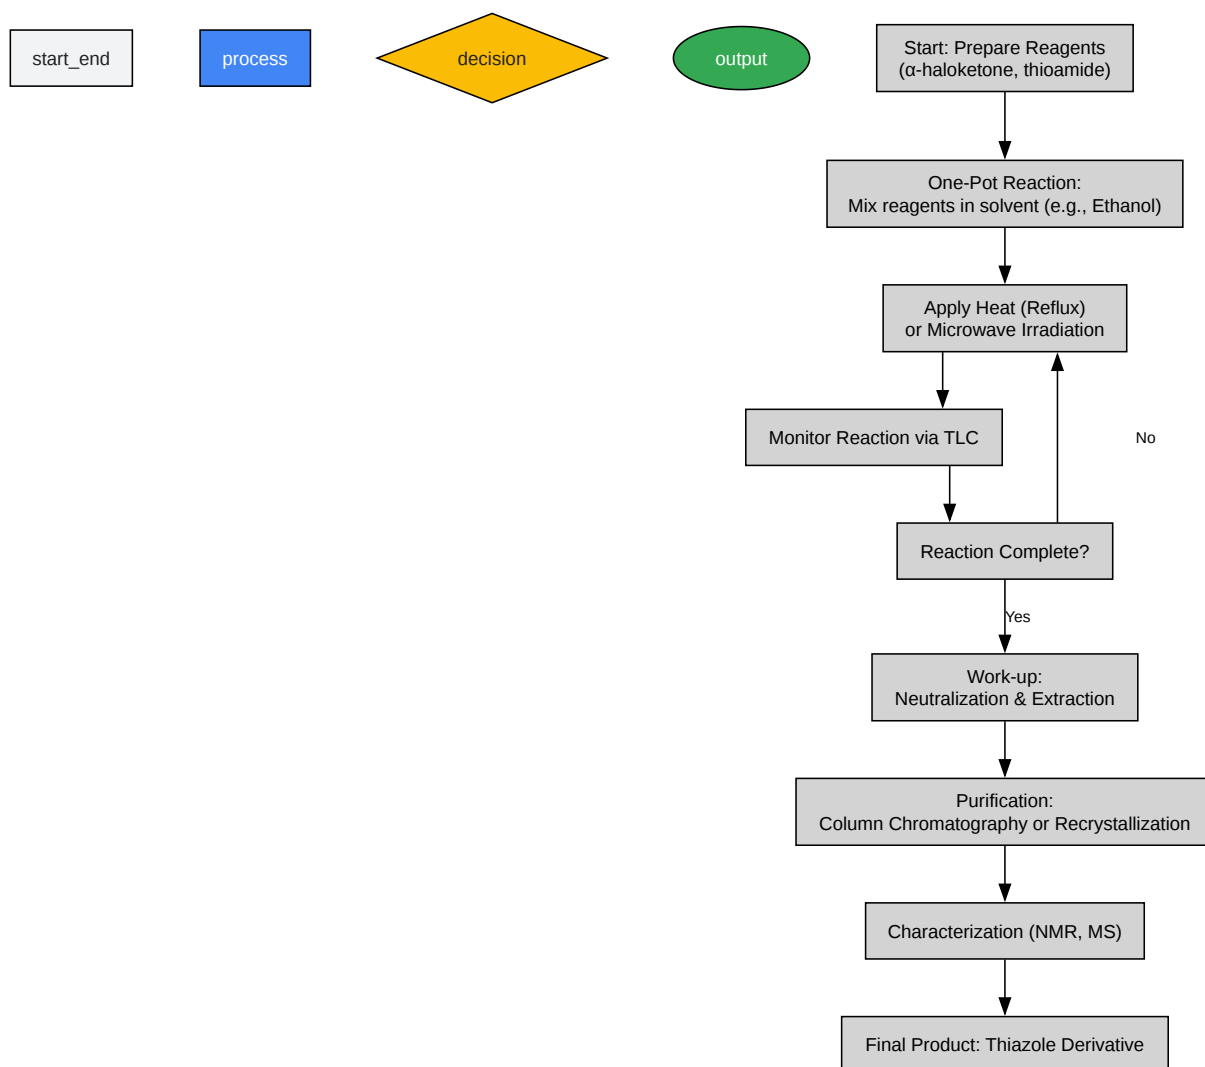 start_end
process
decision
output
Start: Prepare Reagents
(α-haloketone, thioamide)
One-Pot Reaction:
Mix reagents in solvent (e.g., Ethanol)
Apply Heat (Reflux)
or Microwave Irradiation
Monitor Reaction via TLC
No
Reaction Complete?
Yes
Work-up:
Neutralization & Extraction
Purification:
Column Chromatography or Recrystallization
Characterization (NMR, MS)
Final Product: Thiazole Derivative